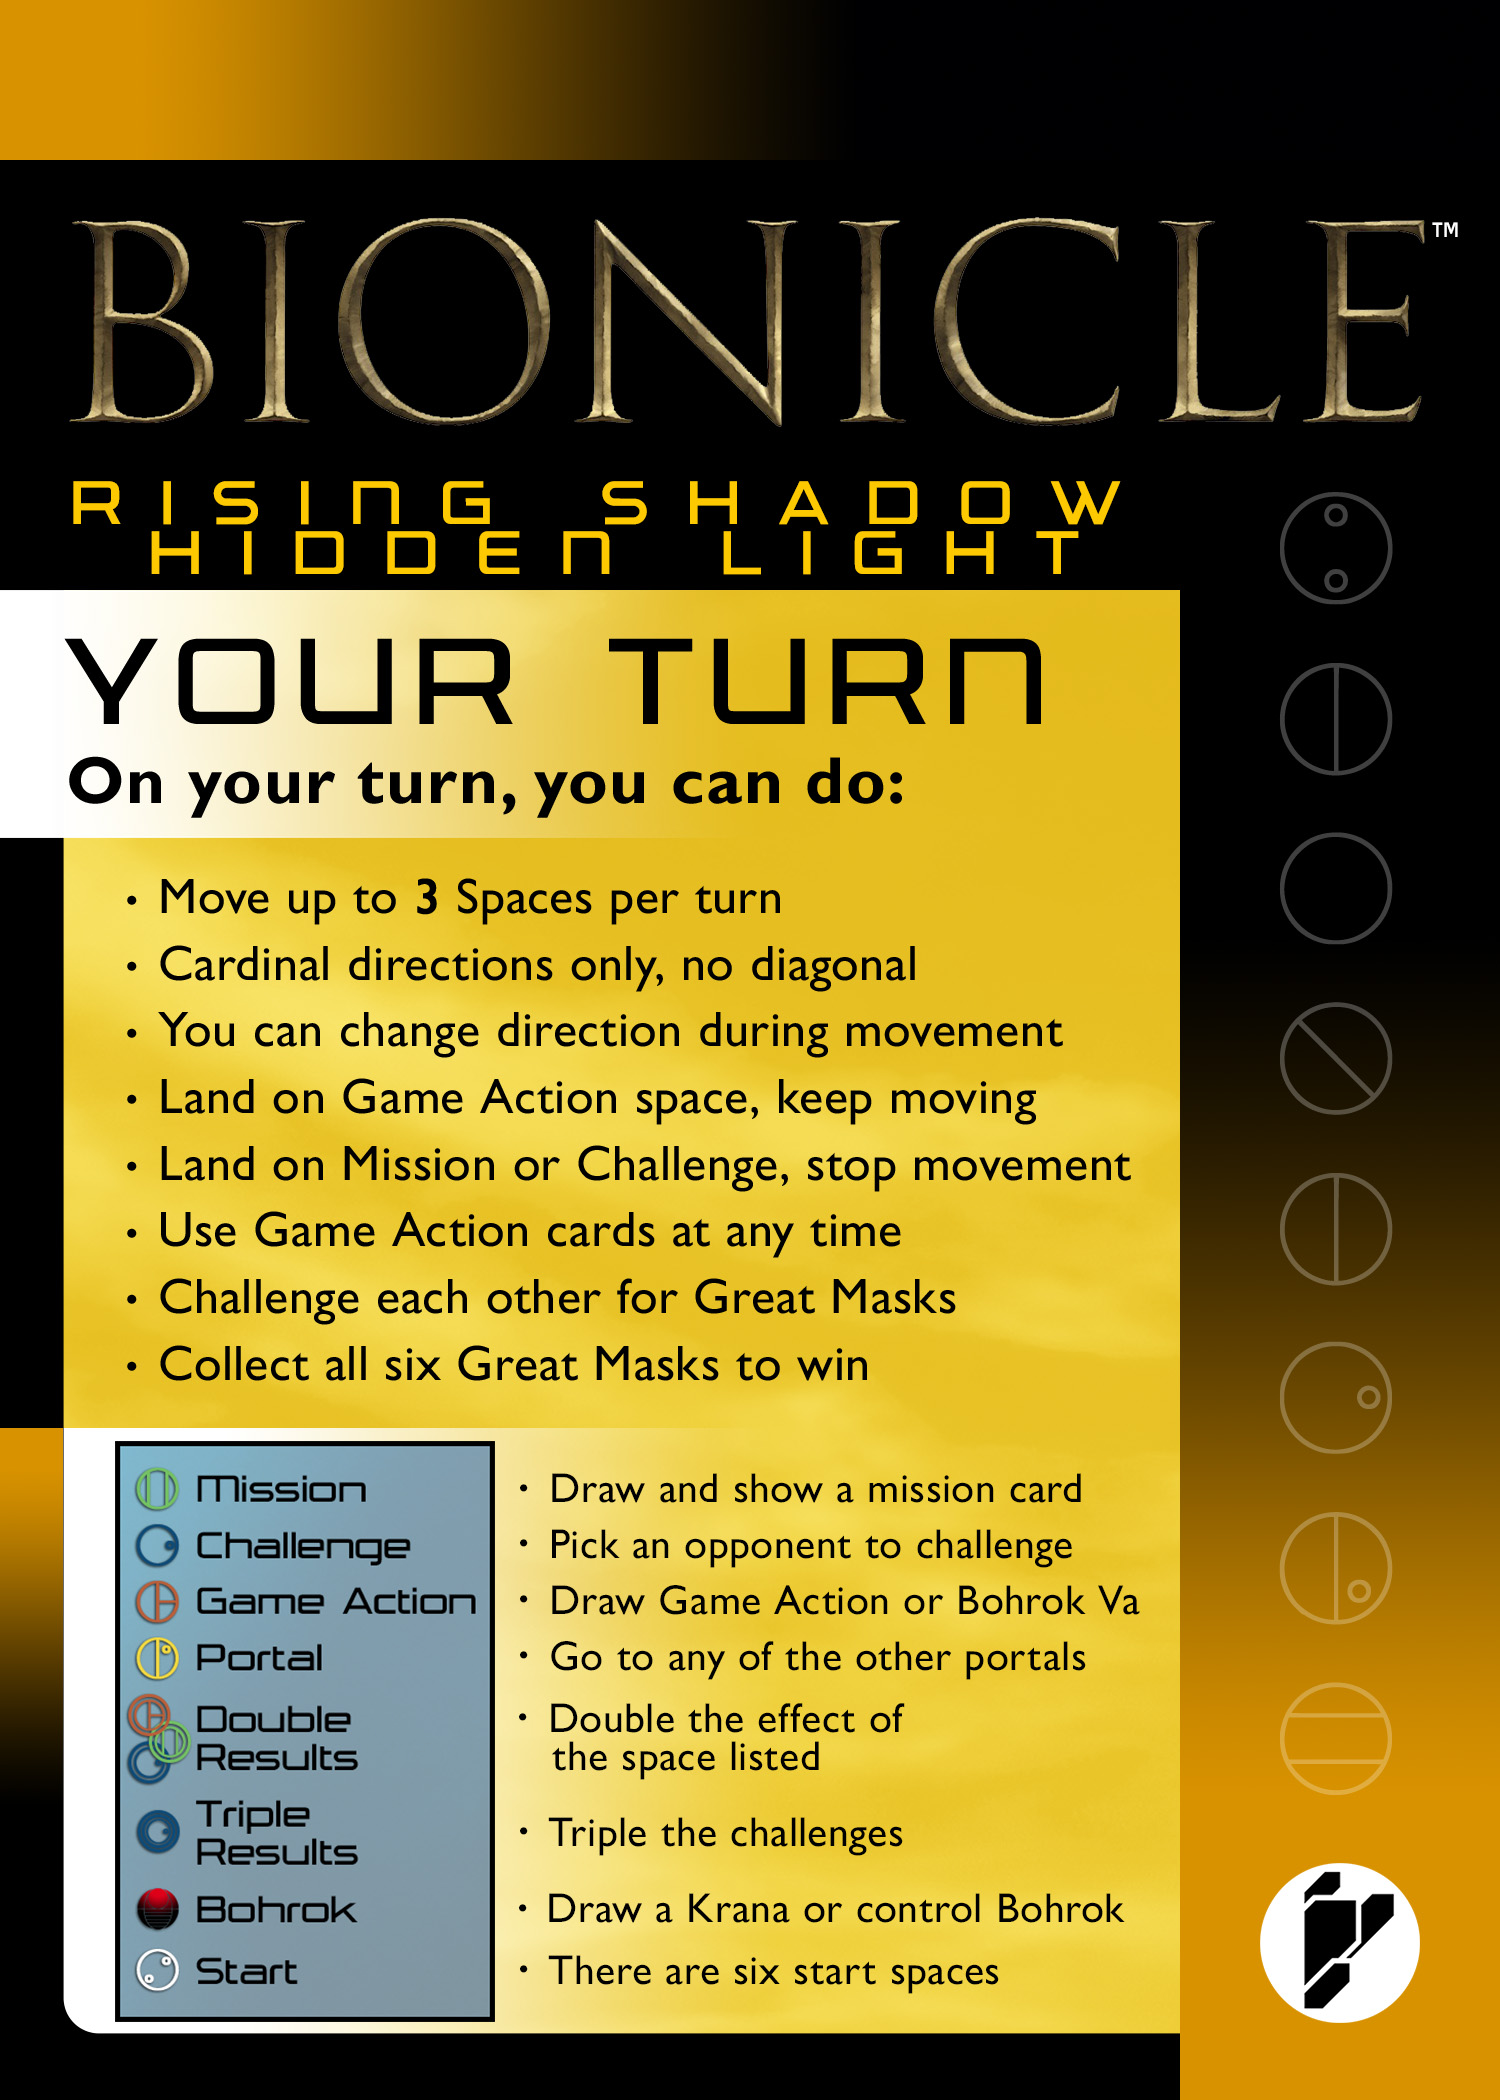 BIONICLE™
RISING SHADOW
HIDDEN LIGHT
YOUR TURN
On your turn, you can do:
• Move up to 3 Spaces per turn
• Cardinal directions only, no diagonal
• You can change direction during movement
• Land on Game Action space, keep moving
• Land on Mission or Challenge, stop movement
• Use Game Action cards at any time
• Challenge each other for Great Masks
• Collect all six Great Masks to win
Mission • Draw and show a mission card
Challenge • Pick an opponent to challenge
Game Action • Draw Game Action or Bohrok Va
Portal • Go to any of the other portals
Double • Double the effect of
Results the space listed
Triple
Results • Triple the challenges
Bohrok • Draw a Krana or control Bohrok
Start • There are six start spaces